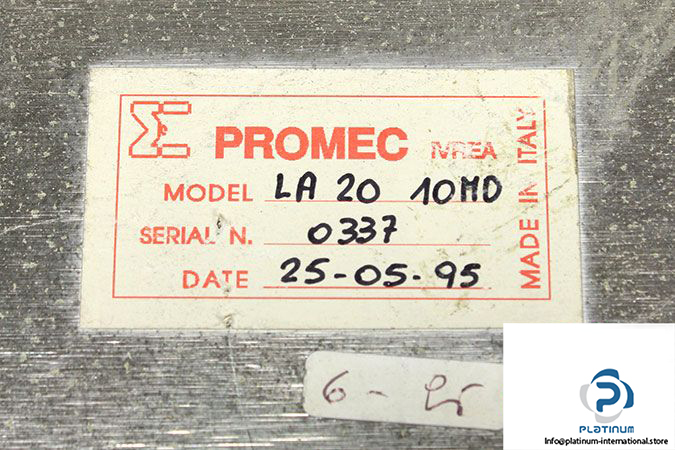 PROMEC IVREA
MODEL LA 20 10MD
SERIAL N. 0337
DATE 25-05-95
MADE IN ITALY
6 -
PLATINUM
Info@platinum-international.store